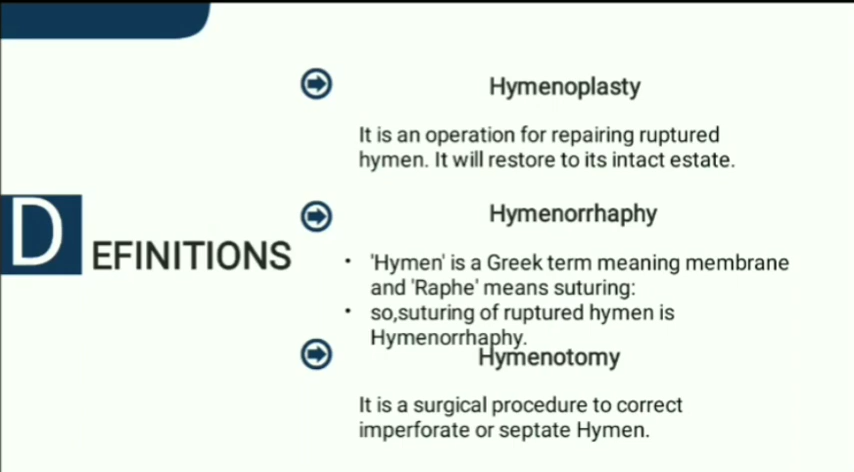 Hymenoplasty
It is an operation for repairing ruptured
hymen. It will restore to its intact estate.
DEFINITIONS
Hymenorrhaphy
• 'Hymen' is a Greek term meaning membrane
and 'Raphe' means suturing:
• so,suturing of ruptured hymen is
Hymenorrhaphy.
Hymenotomy
It is a surgical procedure to correct
imperforate or septate Hymen.